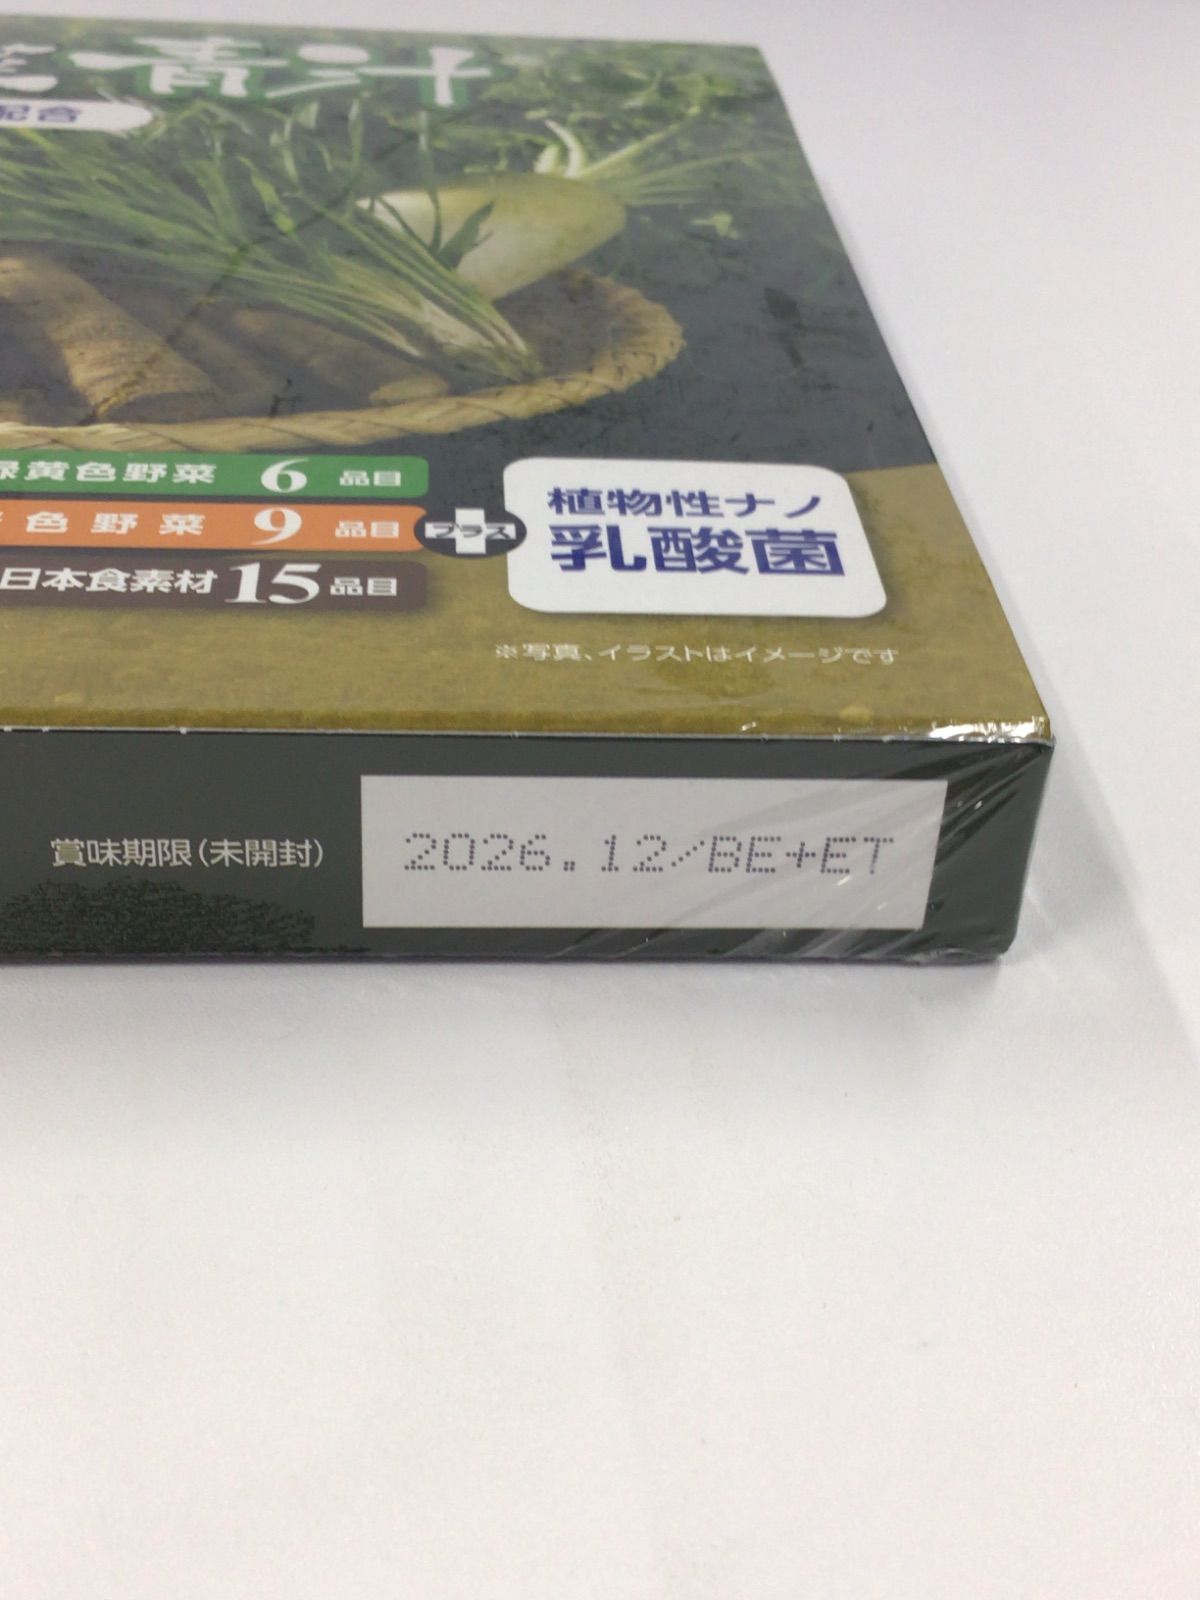 青汁
配合
緑黄色野菜 6 品目
色野菜 9 品目
日本食素材 15 品目
プラス
植物性ナノ
乳酸菌
※写真、イラストはイメージです
賞味期限(未開封)
2026.12/BE+ET